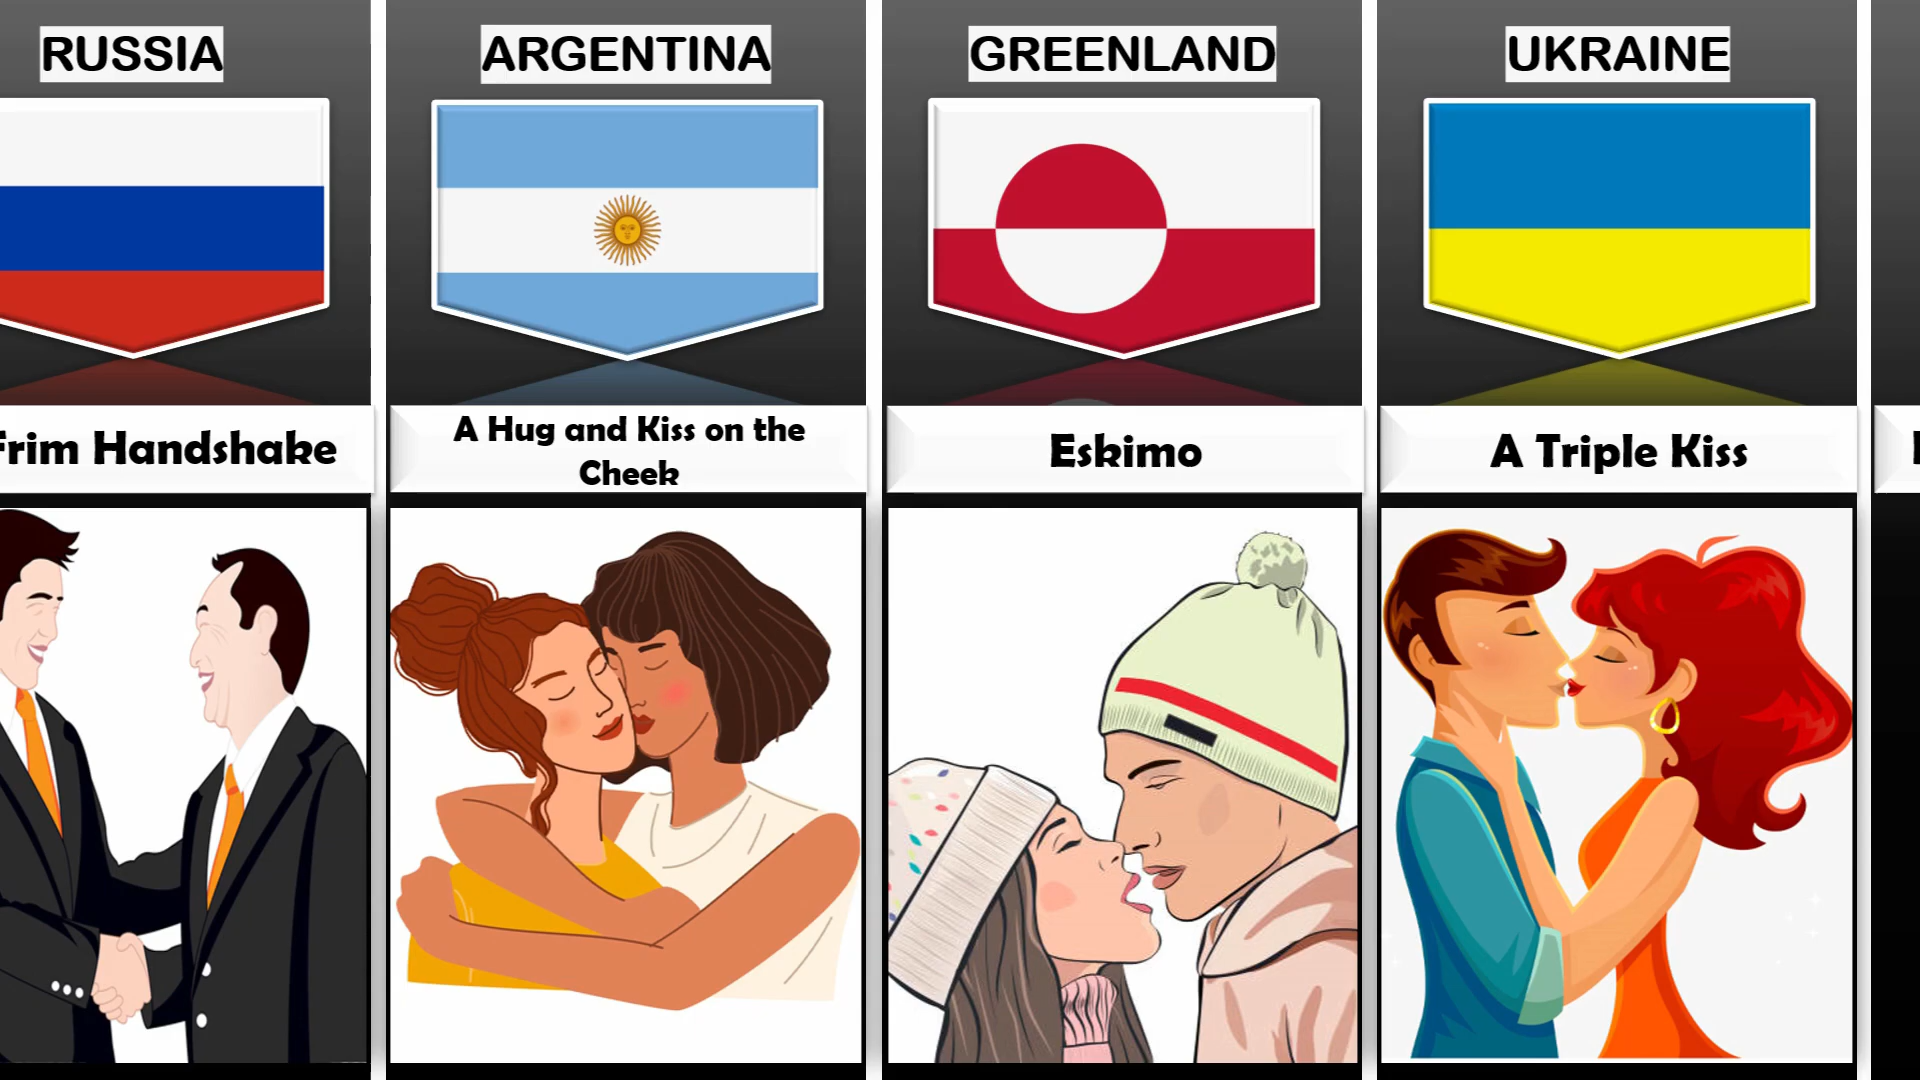 RUSSIA
ARGENTINA
GREENLAND
UKRAINE
Frim Handshake
A Hug and Kiss on the
Cheek
Eskimo
A Triple Kiss